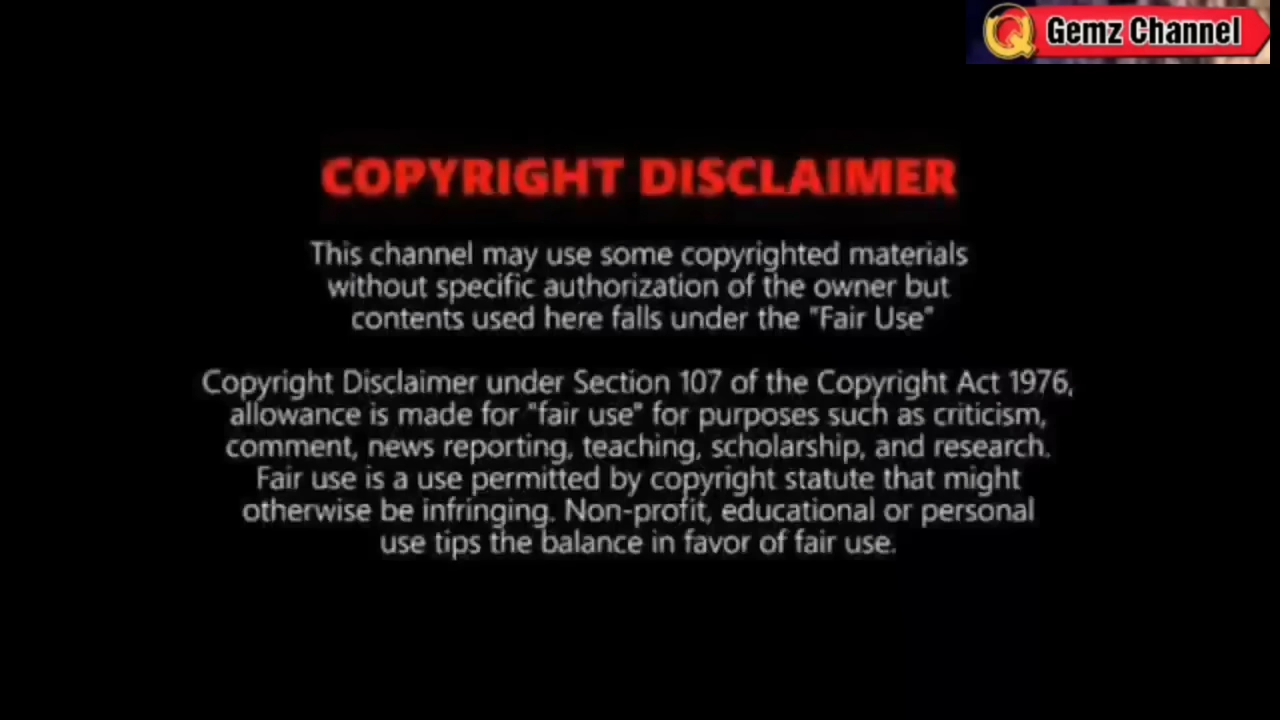 Gemz Channel
COPYRIGHT DISCLAIMER
This channel may use some copyrighted materials
without specific authorization of the owner but
contents used here falls under the "Fair Use"
Copyright Disclaimer under Section 107 of the Copyright Act 1976,
allowance is made for "fair use" for purposes such as criticism,
comment, news reporting, teaching, scholarship, and research.
Fair use is a use permitted by copyright statute that might
otherwise be infringing. Non-profit, educational or personal
use tips the balance in favor of fair use.